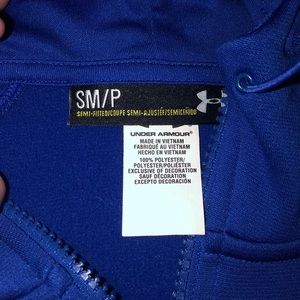 SM/P
SEMI-FITTED/COUPE SEMI-AJUSTÉE/SEMICEÑIDO
UNDER ARMOUR
MADE IN VIETNAM
FABRIQUÉ AU VIETNAM
HECHO EN VIETNAM
100% POLYESTER/
POLYESTER/POLIÉSTER
EXCLUSIVE OF DECORATION
SAUF DÉCORATION
EXCEPTO DECORACIÓN